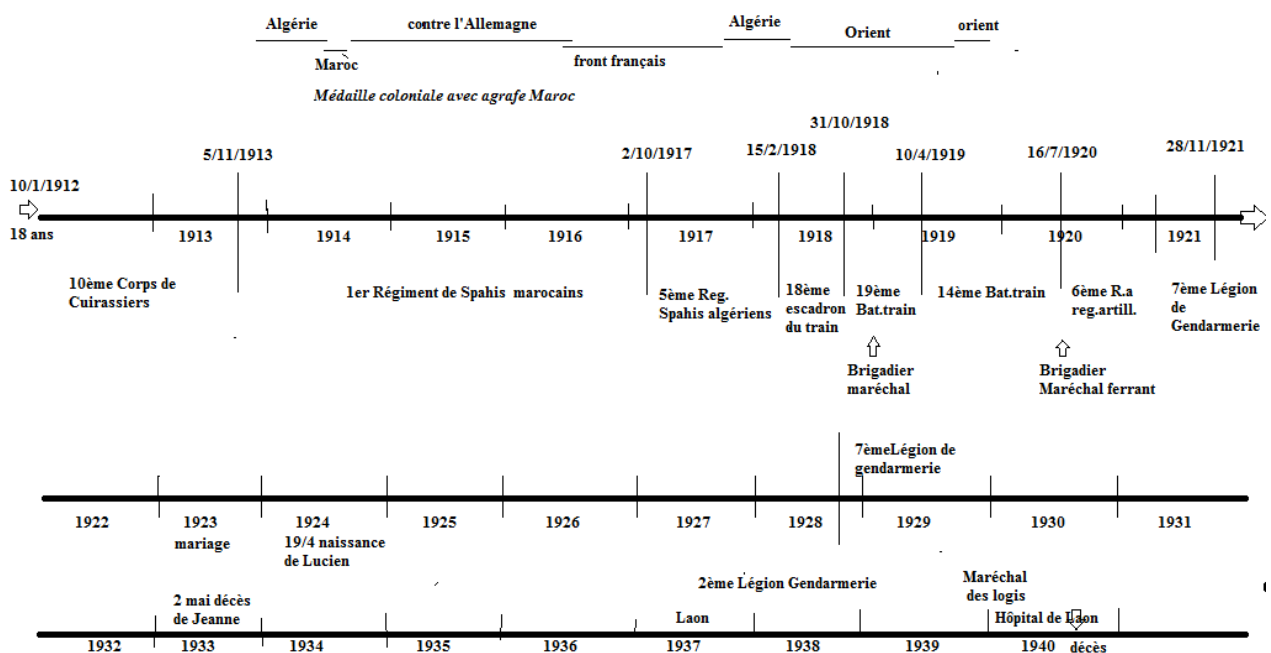 Algérie
contre l'Allemagne
Algérie
Orient
orient
Maroc
front français
Médaille coloniale avec agrafe Maroc
31/10/1918
5/11/1913
2/10/1917
15/2/1918
10/4/1919
16/7/1920
28/11/1921
10/1/1912
18 ans
1913
1914
1915
1916
1917
1918
1919
1920
1921
10ème Corps de
Cuirassiers
1er Régiment de Spahis marocains
5ème Reg.
Spahis algériens
18ème
escadron
du train
19ème
Bat.train
14ème Bat.train
6ème R.a
reg.artill.
7ème Légion
de
Gendarmerie
Brigadier
maréchal
Brigadier
Maréchal ferrant
7èmeLégion de
gendarmerie
1922
1923
1924
1925
1926
1927
1928
1929
1930
1931
mariage
19/4 naissance
de Lucien
2ème Légion Gendarmerie
Maréchal
des logis
2 mai décès
de Jeanne
Laon
Hôpital de Laon
1932
1933
1934
1935
1936
1937
1938
1939
1940
décès